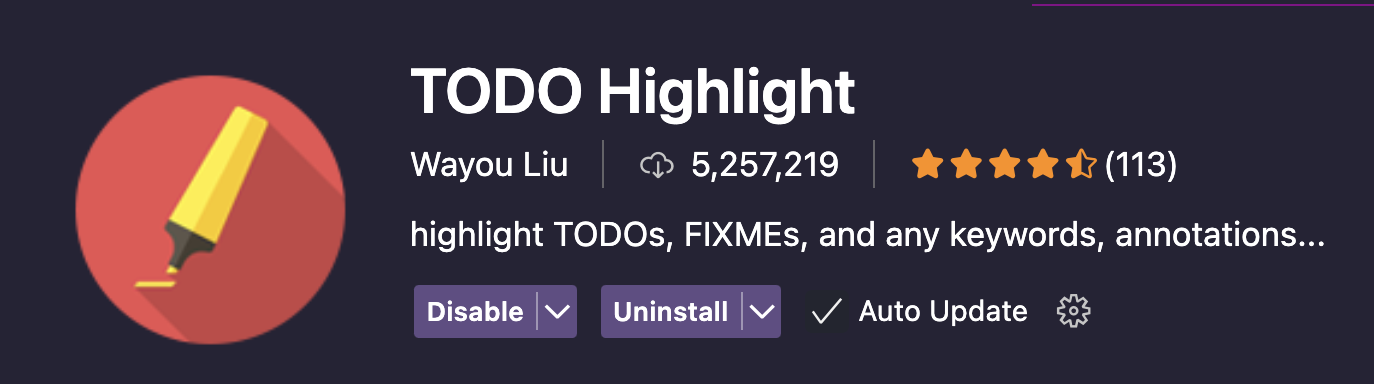 TODO Highlight
Wayou Liu 5,257,219 (113)
highlight TODOs, FIXMEs, and any keywords, annotations...
Disable Uninstall Auto Update